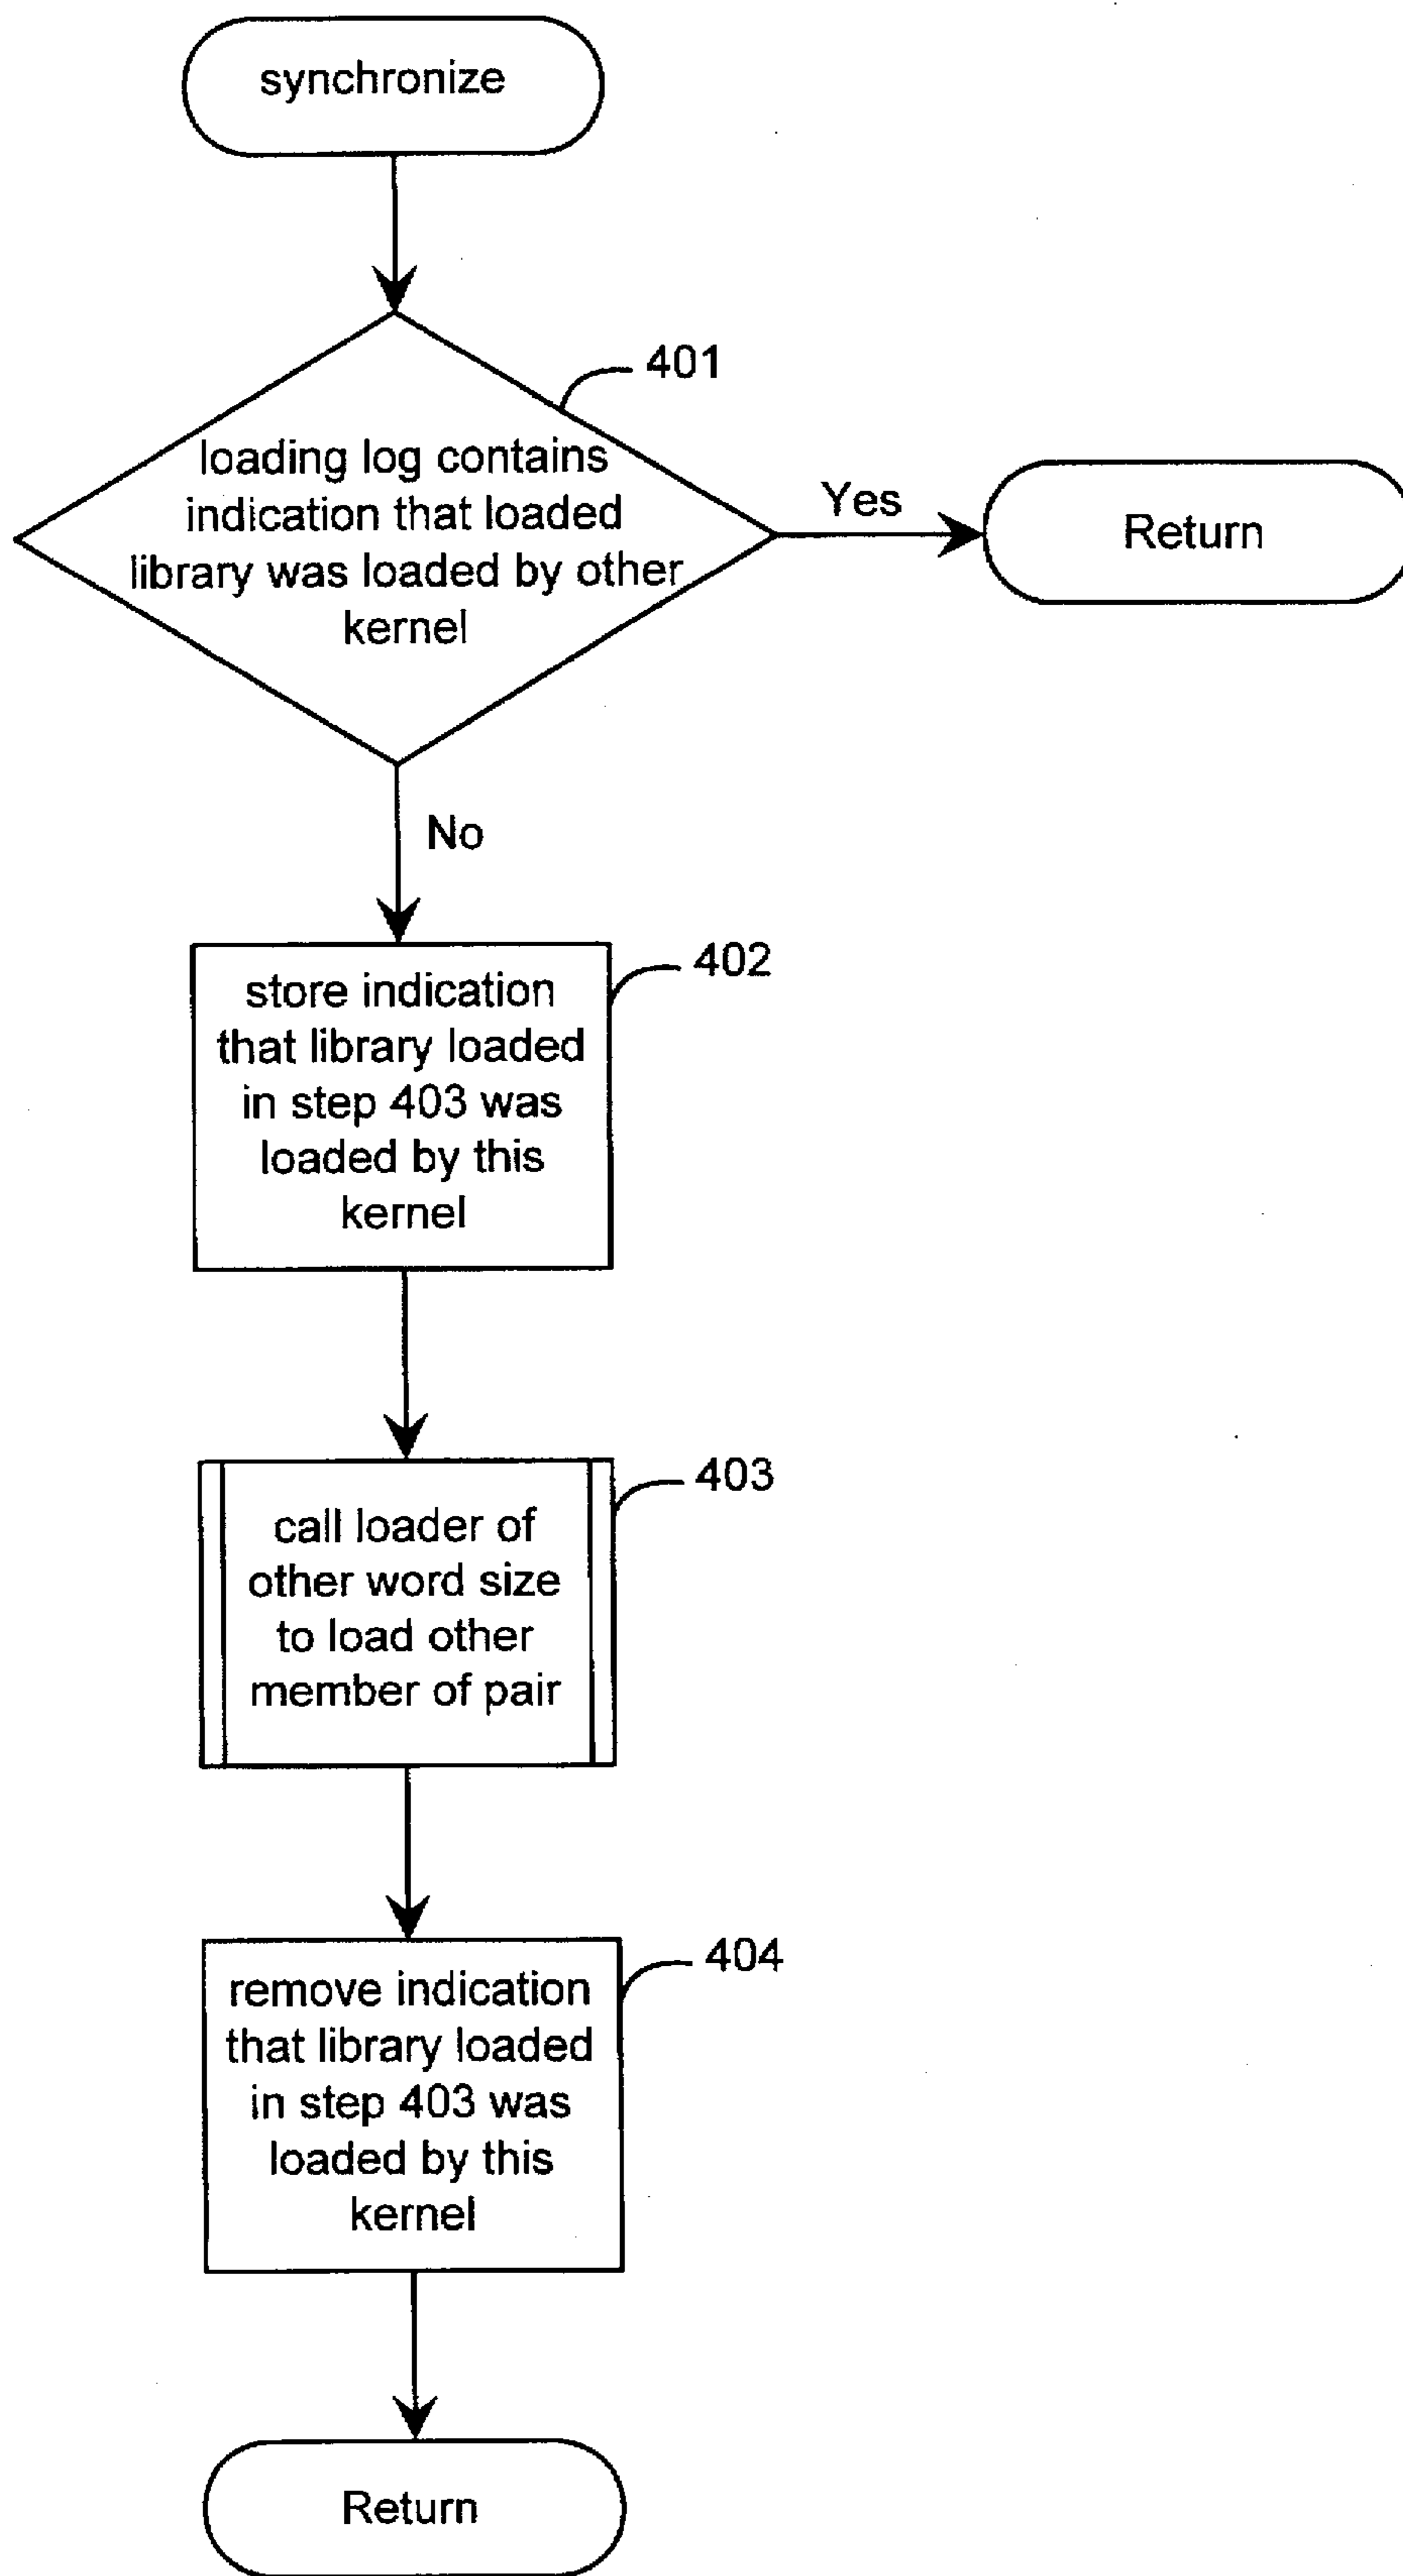 synchronize
401
loading log contains
indication that loaded
library was loaded by other
kernel
Yes
Return
No
402
store indication
that library loaded
in step 403 was
loaded by this
kernel
403
call loader of
other word size
to load other
member of pair
404
remove indication
that library loaded
in step 403 was
loaded by this
kernel
Return